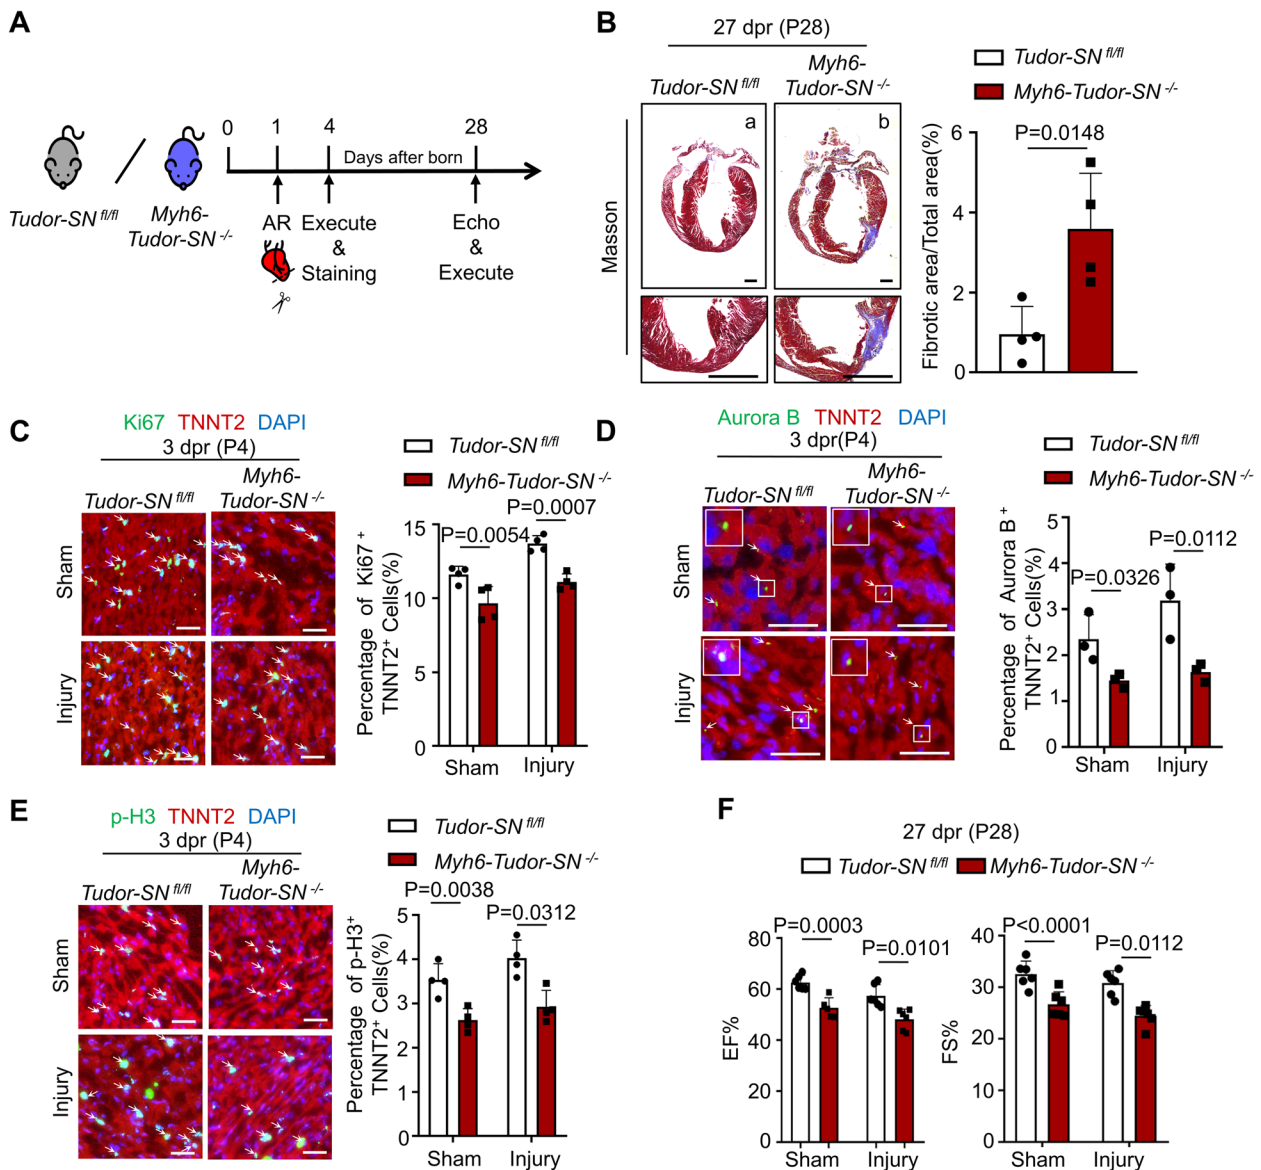 A
0 1 4 28
Days after born
Tudor-SN fl/fl
Myh6-
Tudor-SN -/-
AR
Execute
&
Staining
Echo
&
Execute
B
27 dpr (P28)
Tudor-SN fl/fl
Myh6-
Tudor-SN -/-
Masson
a
b
Tudor-SN fl/fl
Myh6-Tudor-SN -/-
P=0.0148
Fibrotic area/Total area(%)
6
4
2
0
C
Ki67 TNNT2 DAPI
3 dpr (P4)
Tudor-SN fl/fl
Myh6-
Tudor-SN -/-
Sham
Injury
Tudor-SN fl/fl
Myh6-Tudor-SN -/-
P=0.0007
P=0.0054
Percentage of Ki67 +
TNNT2+ Cells(%)
15
10
5
0
Sham Injury
D
Aurora B TNNT2 DAPI
3 dpr(P4)
Tudor-SN fl/fl
Myh6-
Tudor-SN -/-
Sham
Injury
Tudor-SN fl/fl
Myh6-Tudor-SN -/-
P=0.0112
P=0.0326
Percentage of Aurora B +
TNNT2+ Cells(%)
5
4
3
2
1
0
Sham Injury
E
p-H3 TNNT2 DAPI
3 dpr (P4)
Tudor-SN fl/fl
Myh6-
Tudor-SN -/-
Sham
Injury
Tudor-SN fl/fl
Myh6-Tudor-SN -/-
P=0.0038
P=0.0312
Percentage of p-H3+
TNNT2+ Cells(%)
5
4
3
2
1
0
Sham Injury
F
27 dpr (P28)
Tudor-SN fl/fl Myh6-Tudor-SN -/-
P=0.0003
P=0.0101
EF%
80
60
40
20
0
Sham Injury
P<0.0001
P=0.0112
FS%
40
30
20
10
0
Sham Injury